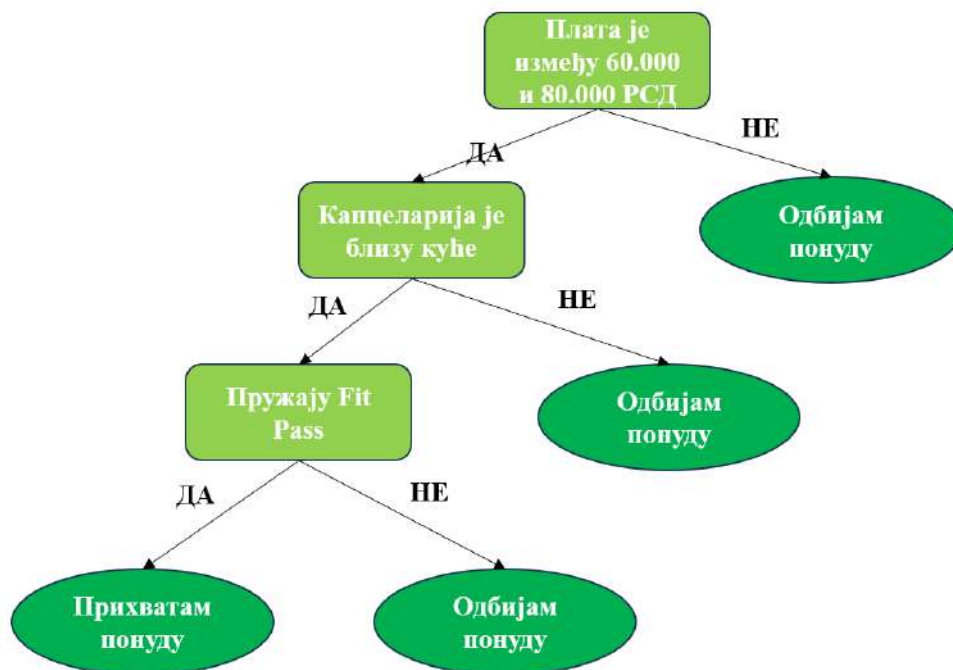 Плата је
између 60.000
и 80.000 РСД
ДА
НЕ
Канцеларија је
близу куће
Одбијам
понуду
ДА
НЕ
Пружају Fit
Pass
Одбијам
понуду
ДА
НЕ
Прихватам
понуду
Одбијам
понуду